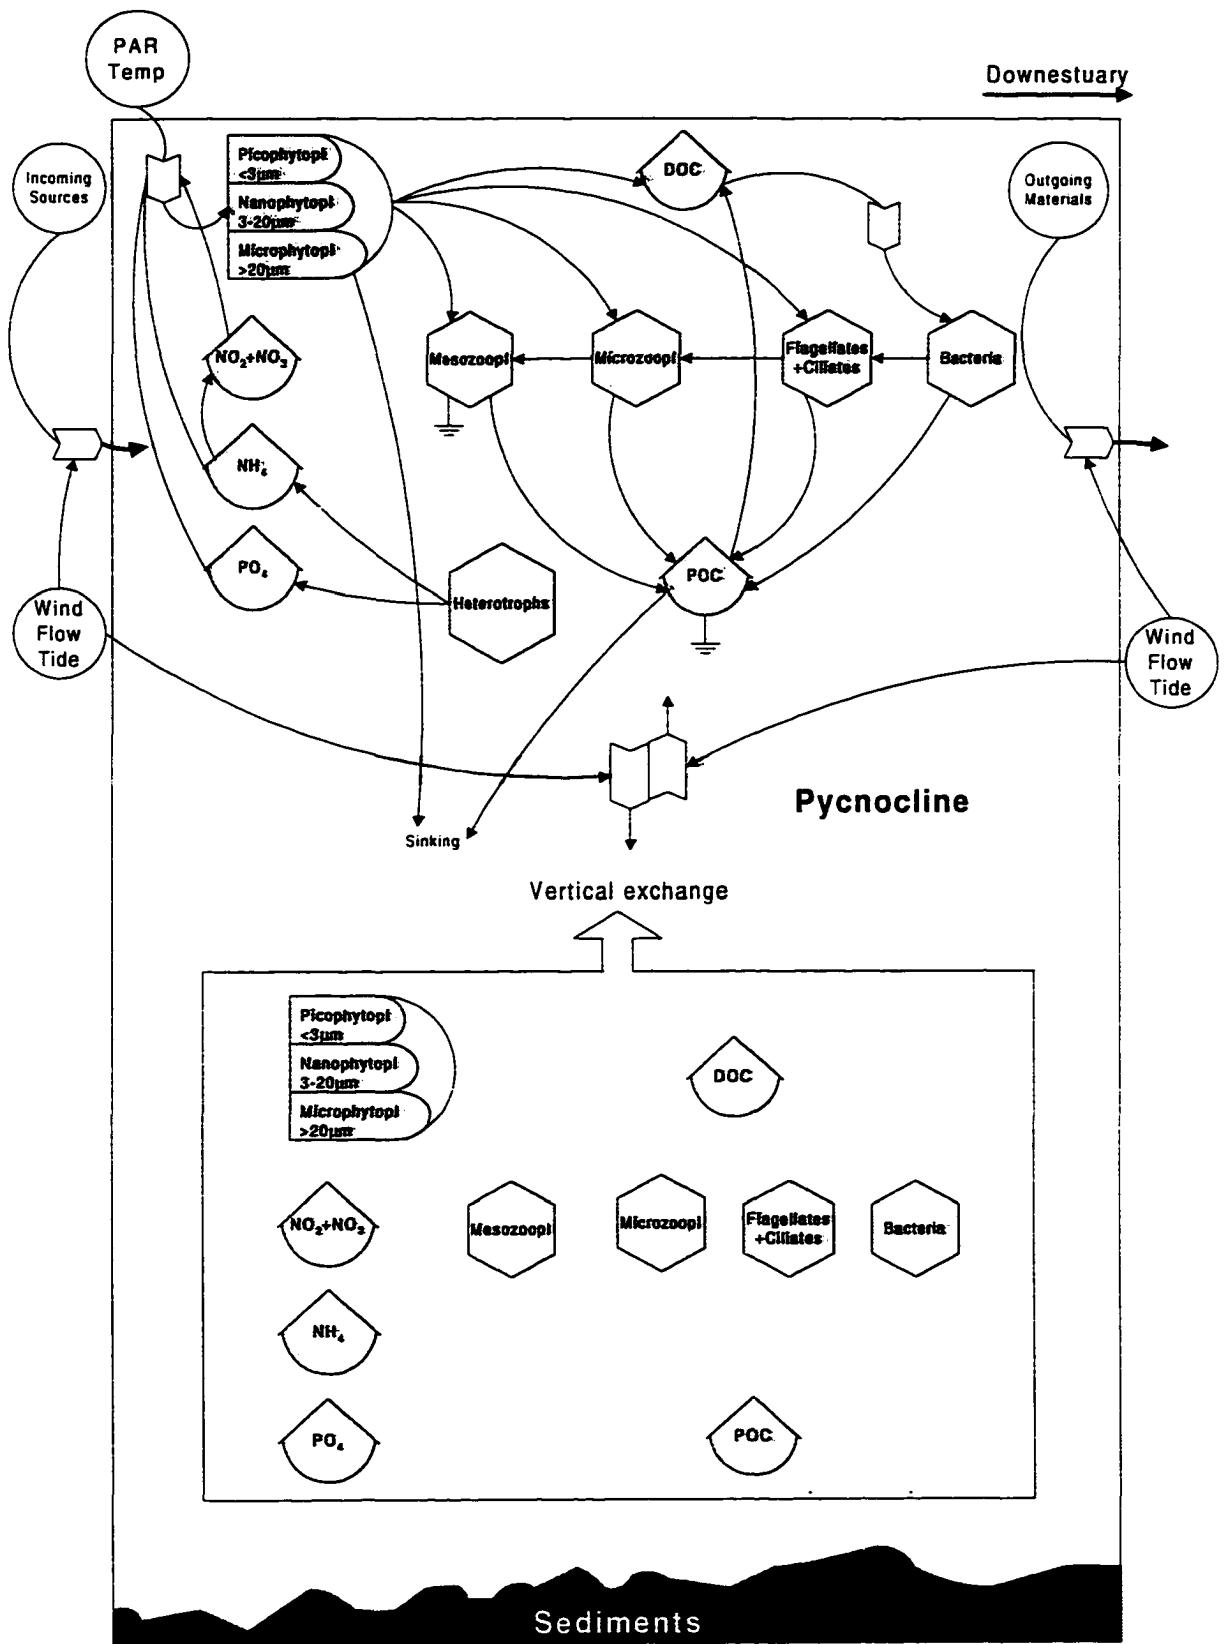 PAR
Temp
Downestuary
Incoming
Sources
Picophytopl
<3µm
Nanophytopl
3-20µm
Microphytopl
>20µm
DOC
Outgoing
Materials
NO₂+NO₃
Mesozoopl
Microzoopl
Flagellates
+Ciliates
Bacteria
NH₄
PO₄
Heterotrophs
POC
Wind
Flow
Tide
Wind
Flow
Tide
Pycnocline
Sinking
Vertical exchange
Picophytopl
<3µm
Nanophytopl
3-20µm
Microphytopl
>20µm
DOC
NO₂+NO₃
Mesozoopl
Microzoopl
Flagellates
+Ciliates
Bacteria
NH₄
PO₄
POC
Sediments